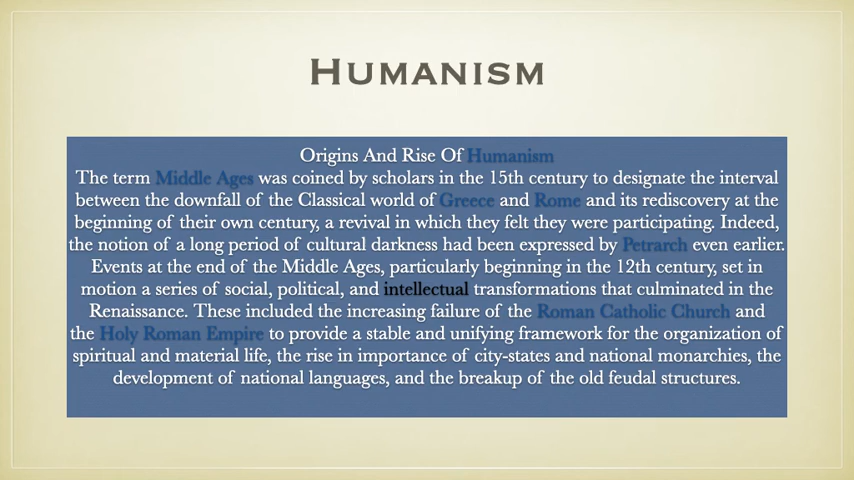 Humanism
Origins And Rise Of Humanism
The term Middle Ages was coined by scholars in the 15th century to designate the interval
between the downfall of the Classical world of Greece and Rome and its rediscovery at the
beginning of their own century, a revival in which they felt they were participating. Indeed,
the notion of a long period of cultural darkness had been expressed by Petrarch even earlier.
Events at the end of the Middle Ages, particularly beginning in the 12th century, set in
motion a series of social, political, and intellectual transformations that culminated in the
Renaissance. These included the increasing failure of the Roman Catholic Church and
the Holy Roman Empire to provide a stable and unifying framework for the organization of
spiritual and material life, the rise in importance of city-states and national monarchies, the
development of national languages, and the breakup of the old feudal structures.